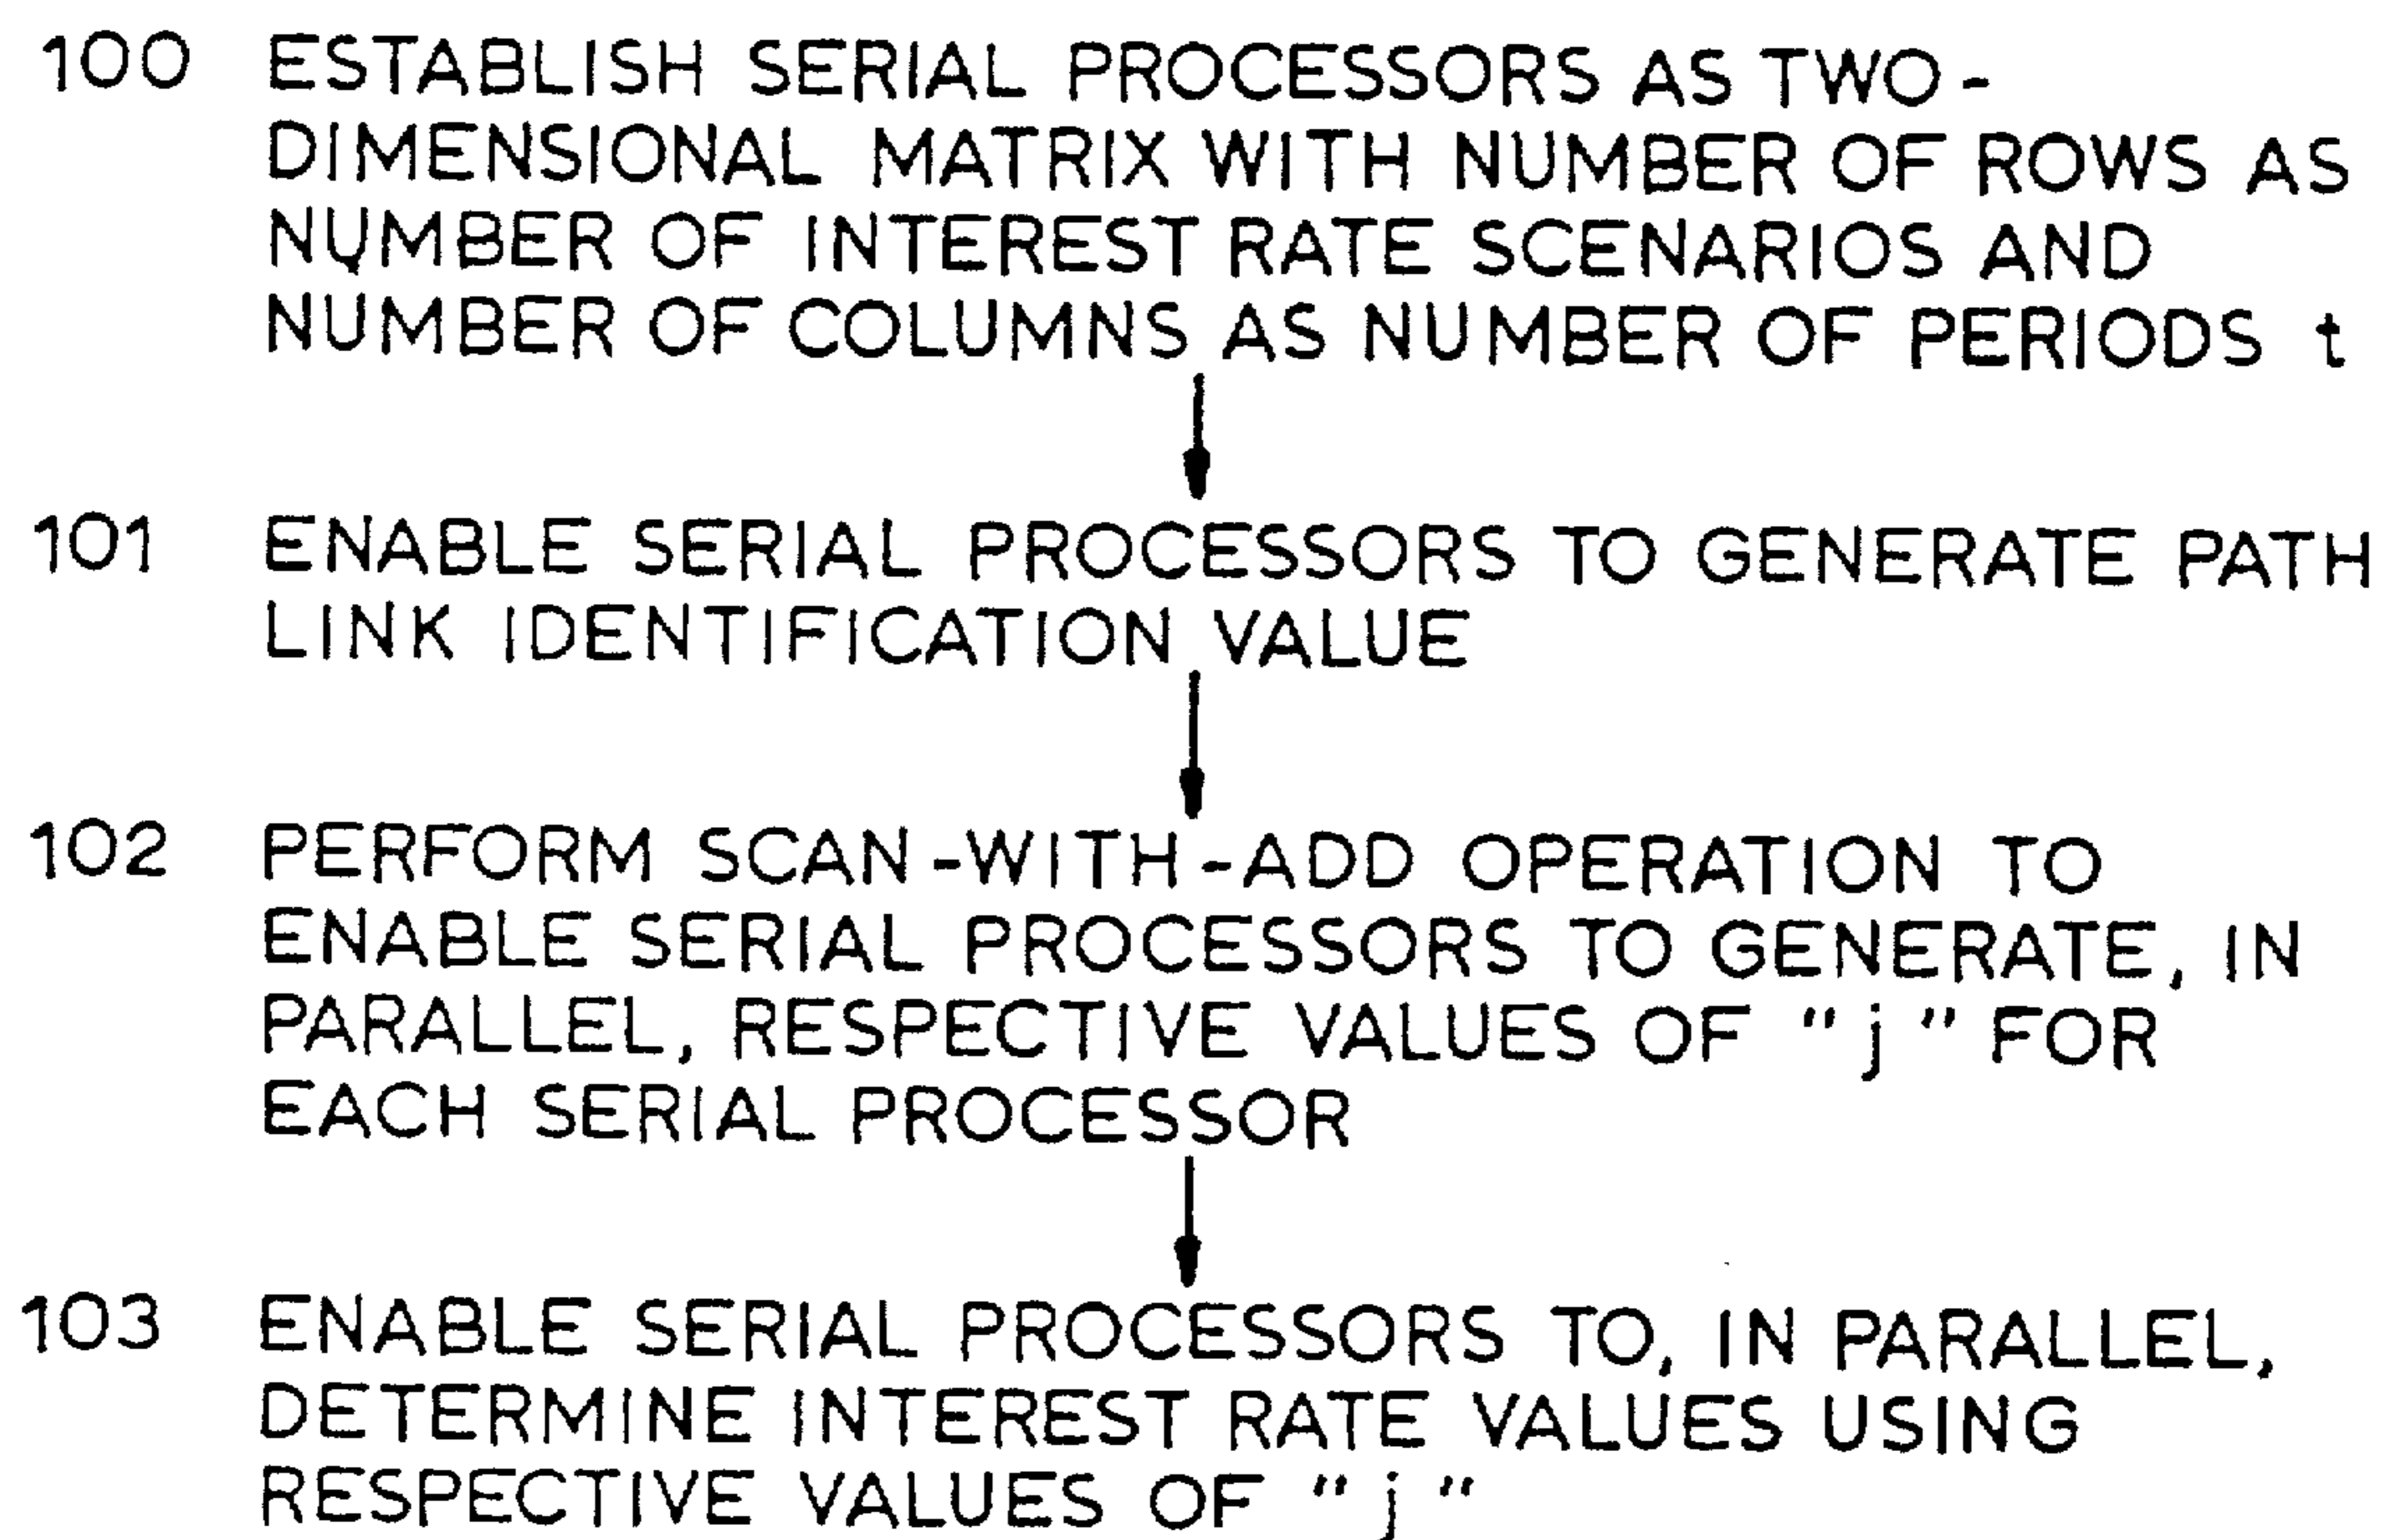 100 ESTABLISH SERIAL PROCESSORS AS TWO-
DIMENSIONAL MATRIX WITH NUMBER OF ROWS AS
NUMBER OF INTEREST RATE SCENARIOS AND
NUMBER OF COLUMNS AS NUMBER OF PERIODS t
101 ENABLE SERIAL PROCESSORS TO GENERATE PATH
LINK IDENTIFICATION VALUE
102 PERFORM SCAN-WITH-ADD OPERATION TO
ENABLE SERIAL PROCESSORS TO GENERATE, IN
PARALLEL, RESPECTIVE VALUES OF "j" FOR
EACH SERIAL PROCESSOR
103 ENABLE SERIAL PROCESSORS TO, IN PARALLEL,
DETERMINE INTEREST RATE VALUES USING
RESPECTIVE VALUES OF "j"